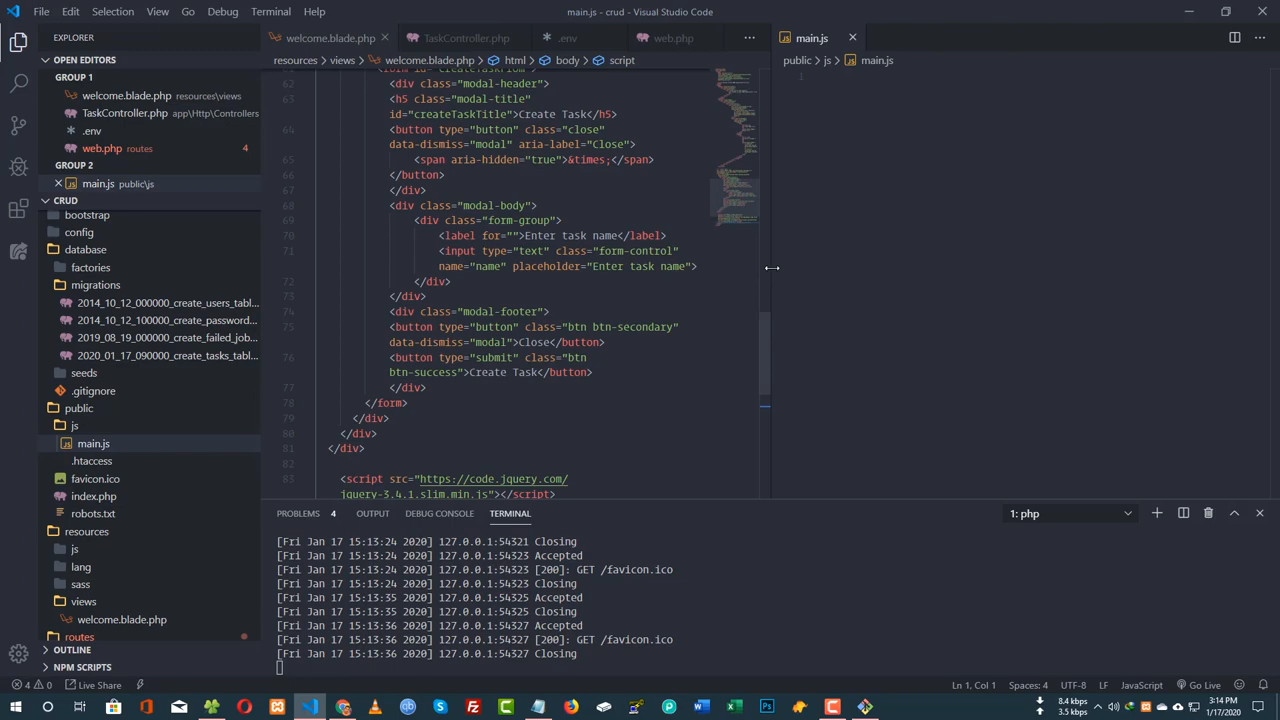 File Edit Selection View Go Debug Terminal Help
main.js - crud - Visual Studio Code
EXPLORER
OPEN EDITORS
GROUP 1
welcome.blade.php resources\views
TaskController.php app\Http\Controllers
.env
web.php routes 4
GROUP 2
main.js public\js
CRUD
bootstrap
config
database
factories
migrations
2014_10_12_000000_create_users_tabl...
2014_10_12_100000_create_password...
2019_08_19_000000_create_failed_job...
2020_01_17_090000_create_tasks_tabl...
seeds
.gitignore
public
js
main.js
.htaccess
favicon.ico
index.php
robots.txt
resources
js
lang
sass
views
welcome.blade.php
routes
OUTLINE
NPM SCRIPTS
welcome.blade.php TaskController.php .env web.php
resources > views > welcome.blade.php > html > body > script
62 <div class="modal-header">
63 <h5 class="modal-title"
id="createTaskTitle">Create Task</h5>
64 <button type="button" class="close"
data-dismiss="modal" aria-label="Close">
65 <span aria-hidden="true">&times;</span>
66 </button>
67 </div>
68 <div class="modal-body">
69 <div class="form-group">
70 <label for="">Enter task name</label>
71 <input type="text" class="form-control"
name="name" placeholder="Enter task name">
72 </div>
73 </div>
74 <div class="modal-footer">
75 <button type="button" class="btn btn-secondary"
data-dismiss="modal">Close</button>
76 <button type="submit" class="btn
btn-success">Create Task</button>
77 </div>
78 </form>
79 </div>
80 </div>
81 </div>
82
83 <script src="https://code.jquery.com/
jquery-3.4.1.slim.min.js"></script>
main.js
public > js > main.js
1
PROBLEMS 4 OUTPUT DEBUG CONSOLE TERMINAL
1: php
[Fri Jan 17 15:13:24 2020] 127.0.0.1:54321 Closing
[Fri Jan 17 15:13:24 2020] 127.0.0.1:54323 Accepted
[Fri Jan 17 15:13:24 2020] 127.0.0.1:54323 [200]: GET /favicon.ico
[Fri Jan 17 15:13:24 2020] 127.0.0.1:54323 Closing
[Fri Jan 17 15:13:35 2020] 127.0.0.1:54325 Accepted
[Fri Jan 17 15:13:35 2020] 127.0.0.1:54325 Closing
[Fri Jan 17 15:13:36 2020] 127.0.0.1:54327 Accepted
[Fri Jan 17 15:13:36 2020] 127.0.0.1:54327 [200]: GET /favicon.ico
[Fri Jan 17 15:13:36 2020] 127.0.0.1:54327 Closing
4 0 Live Share
Ln 1, Col 1 Spaces: 4 UTF-8 LF JavaScript Go Live
8.4 kbps
3.5 kbps
3:14 PM
1/17/2020